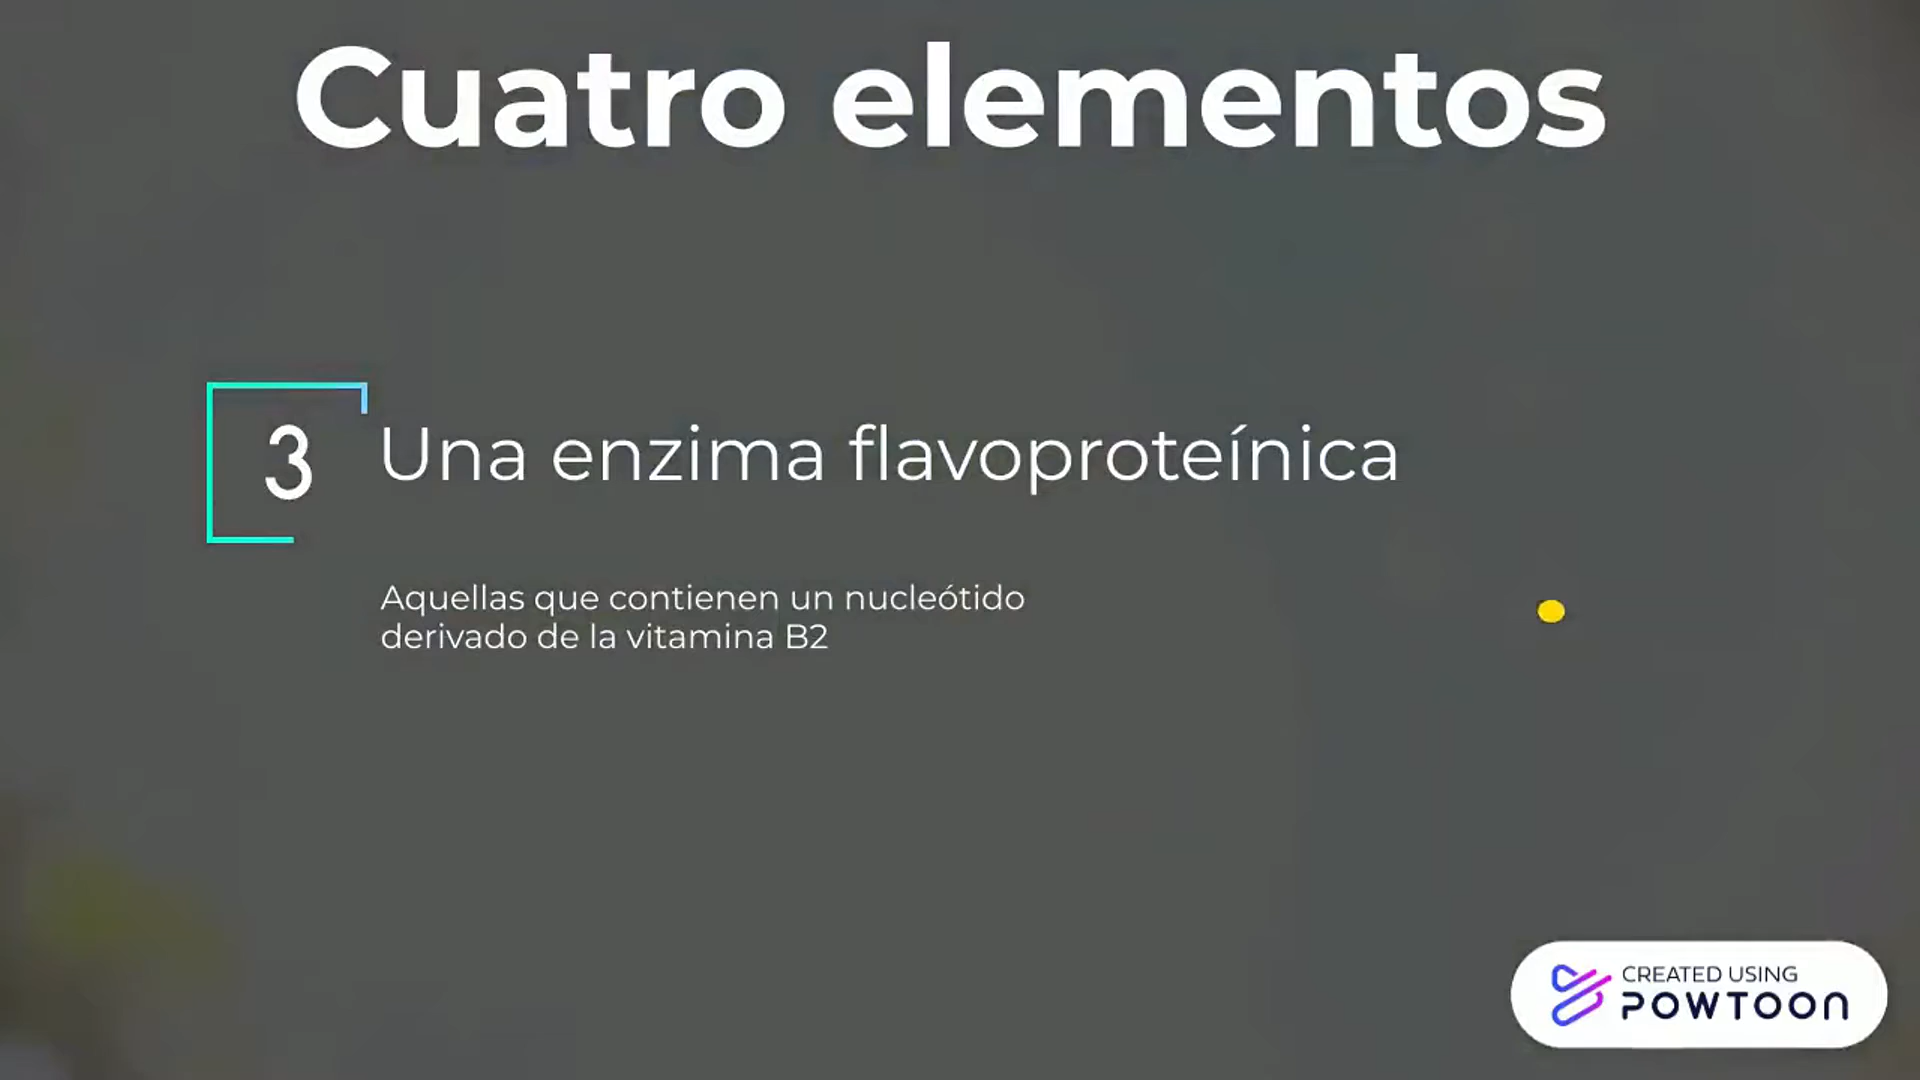 Cuatro elementos
3
Una enzima flavoproteínica
Aquellas que contienen un nucleótido
derivado de la vitamina B2
CREATED USING
POWTOON